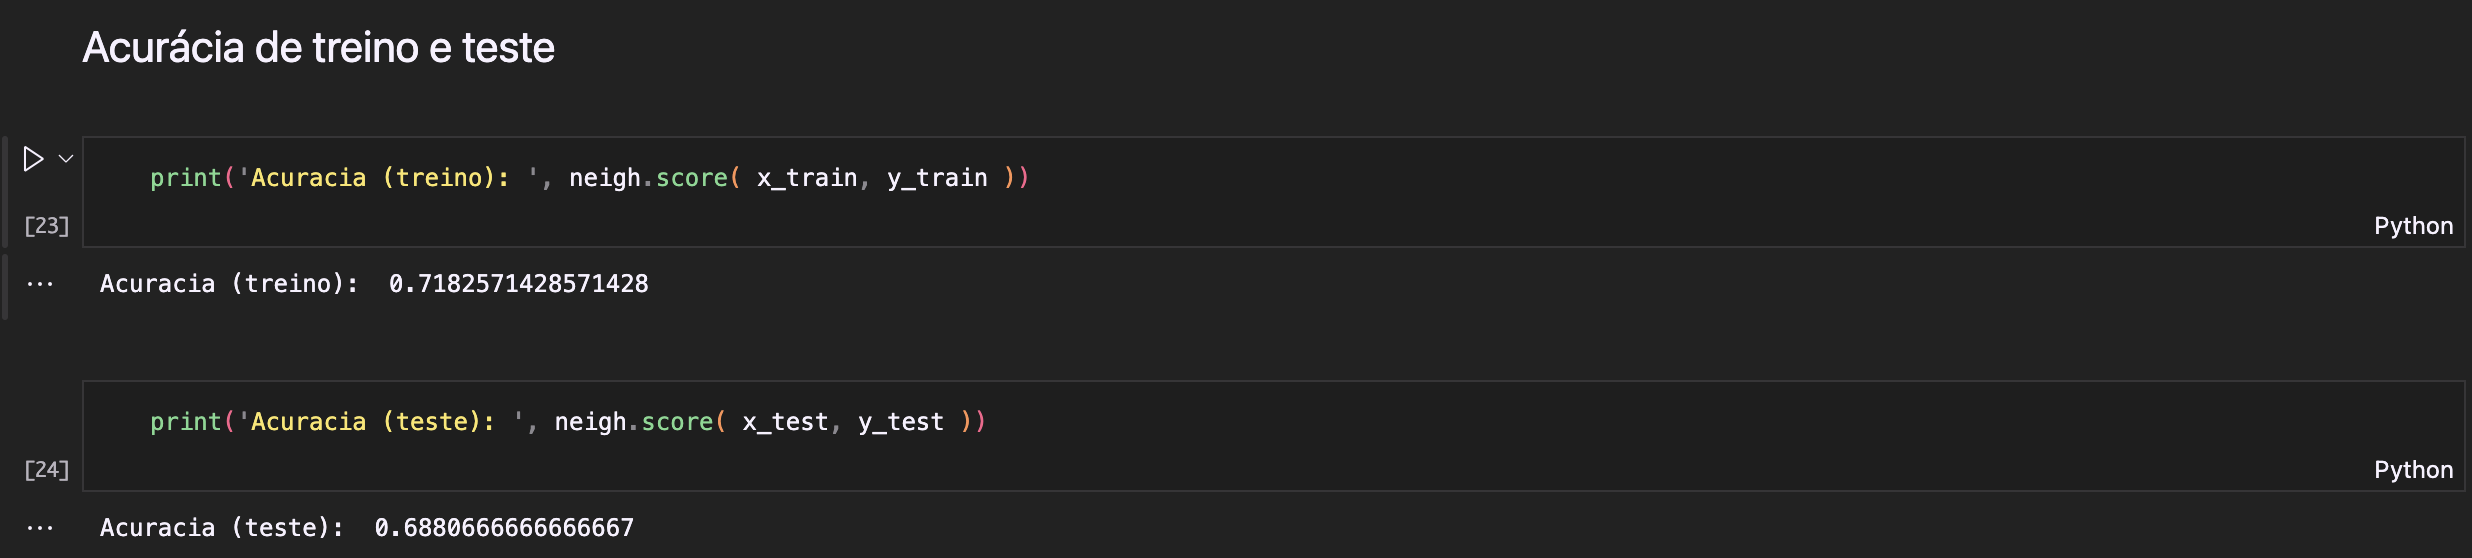 Acurácia de treino e teste
print('Acuracia (treino): ', neigh.score( x_train, y_train ))
[23]
Python
... Acuracia (treino):  0.7182571428571428
print('Acuracia (teste): ', neigh.score( x_test, y_test ))
[24]
Python
... Acuracia (teste):  0.6880666666666667